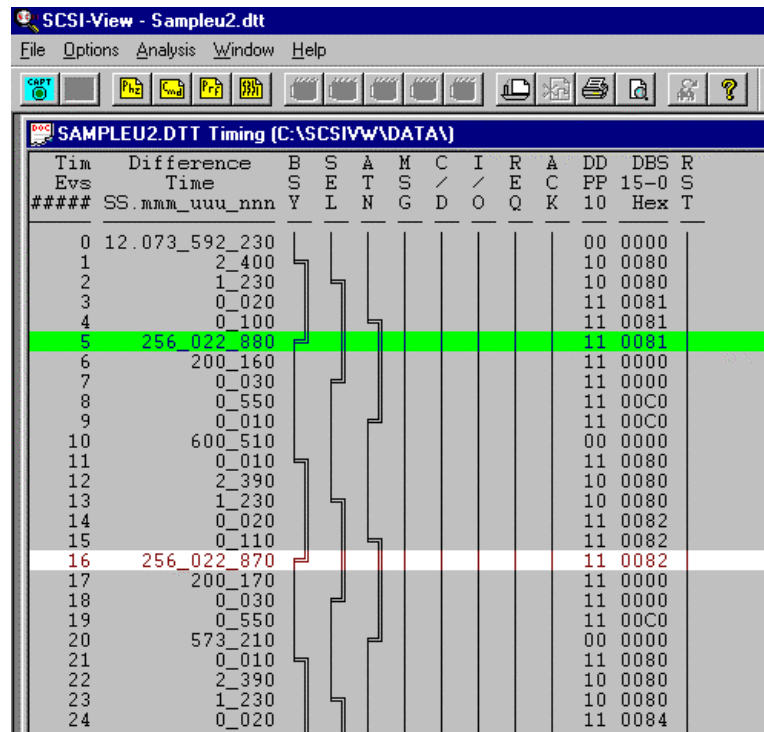 SCSI-View - Sampleu2.dtt
File Options Analysis Window Help
CAPT Phz Cmd Prf
DOC SAMPLEU2.DTT Timing (C:\SCSIVW\DATA\)
Tim Difference B S A M C I R A DD DBS R
Evs Time S E T S / / E C PP 15-0 S
##### SS.mmm_uuu_nnn Y L N G D O Q K 10 Hex T
0 12.073_592_230 00 0000
1 2_400 10 0080
2 1_230 10 0080
3 0_020 11 0081
4 0_100 11 0081
5 256_022_880 11 0081
6 200_160 11 0000
7 0_030 11 0000
8 0_550 11 00C0
9 0_010 11 00C0
10 600_510 00 0000
11 0_010 11 0080
12 2_390 10 0080
13 1_230 10 0080
14 0_020 11 0082
15 0_110 11 0082
16 256_022_870 11 0082
17 200_170 11 0000
18 0_030 11 0000
19 0_550 11 00C0
20 573_210 00 0000
21 0_010 11 0080
22 2_390 10 0080
23 1_230 10 0080
24 0_020 11 0084